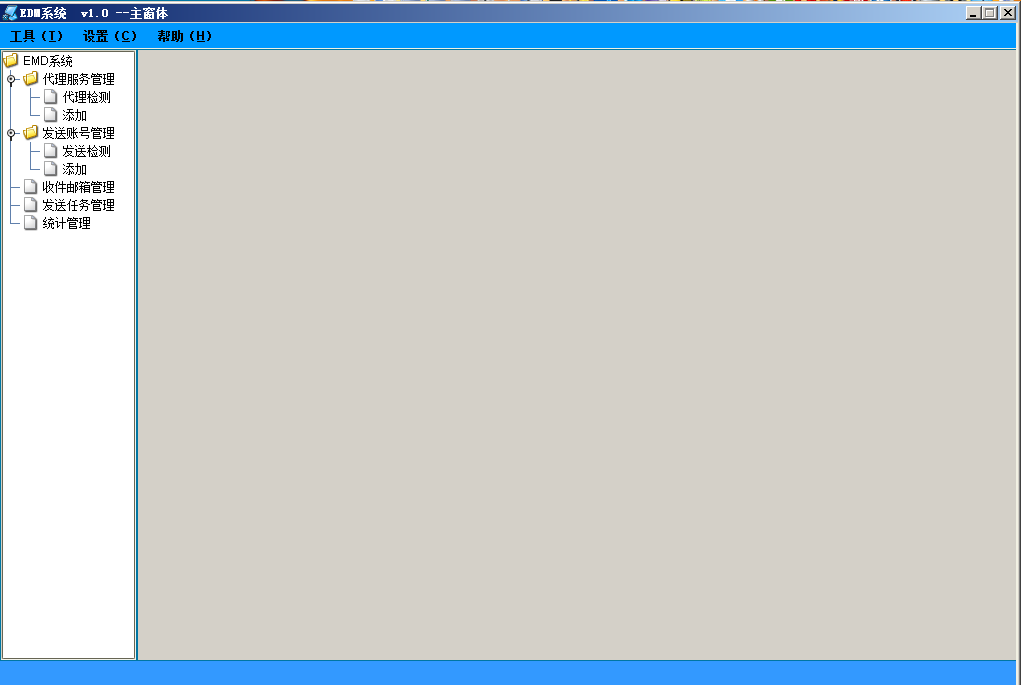 EDM系统  v1.0 --主窗体
工具(I) 设置(C) 帮助(H)
EMD系统
代理服务管理
代理检测
添加
发送账号管理
发送检测
添加
收件邮箱管理
发送任务管理
统计管理